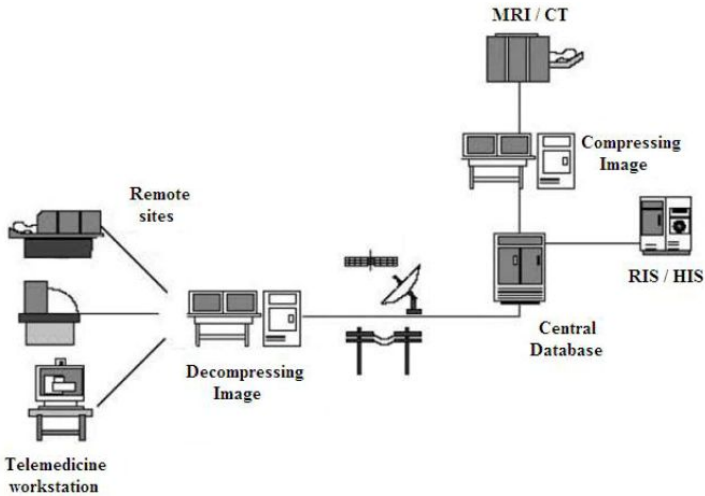 MRI / CT
Compressing
Image
Remote
sites
RIS / HIS
Central
Database
Decompressing
Image
Telemedicine
workstation